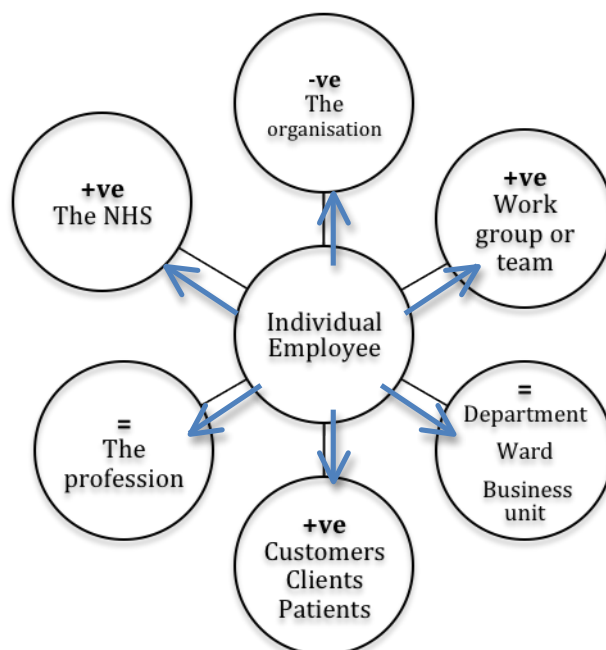 -ve
The
organisation
+ve
The NHS
+ve
Work
group or
team
Individual
Employee
=
The
profession
=
Department
Ward
Business
unit
+ve
Customers
Clients
Patients